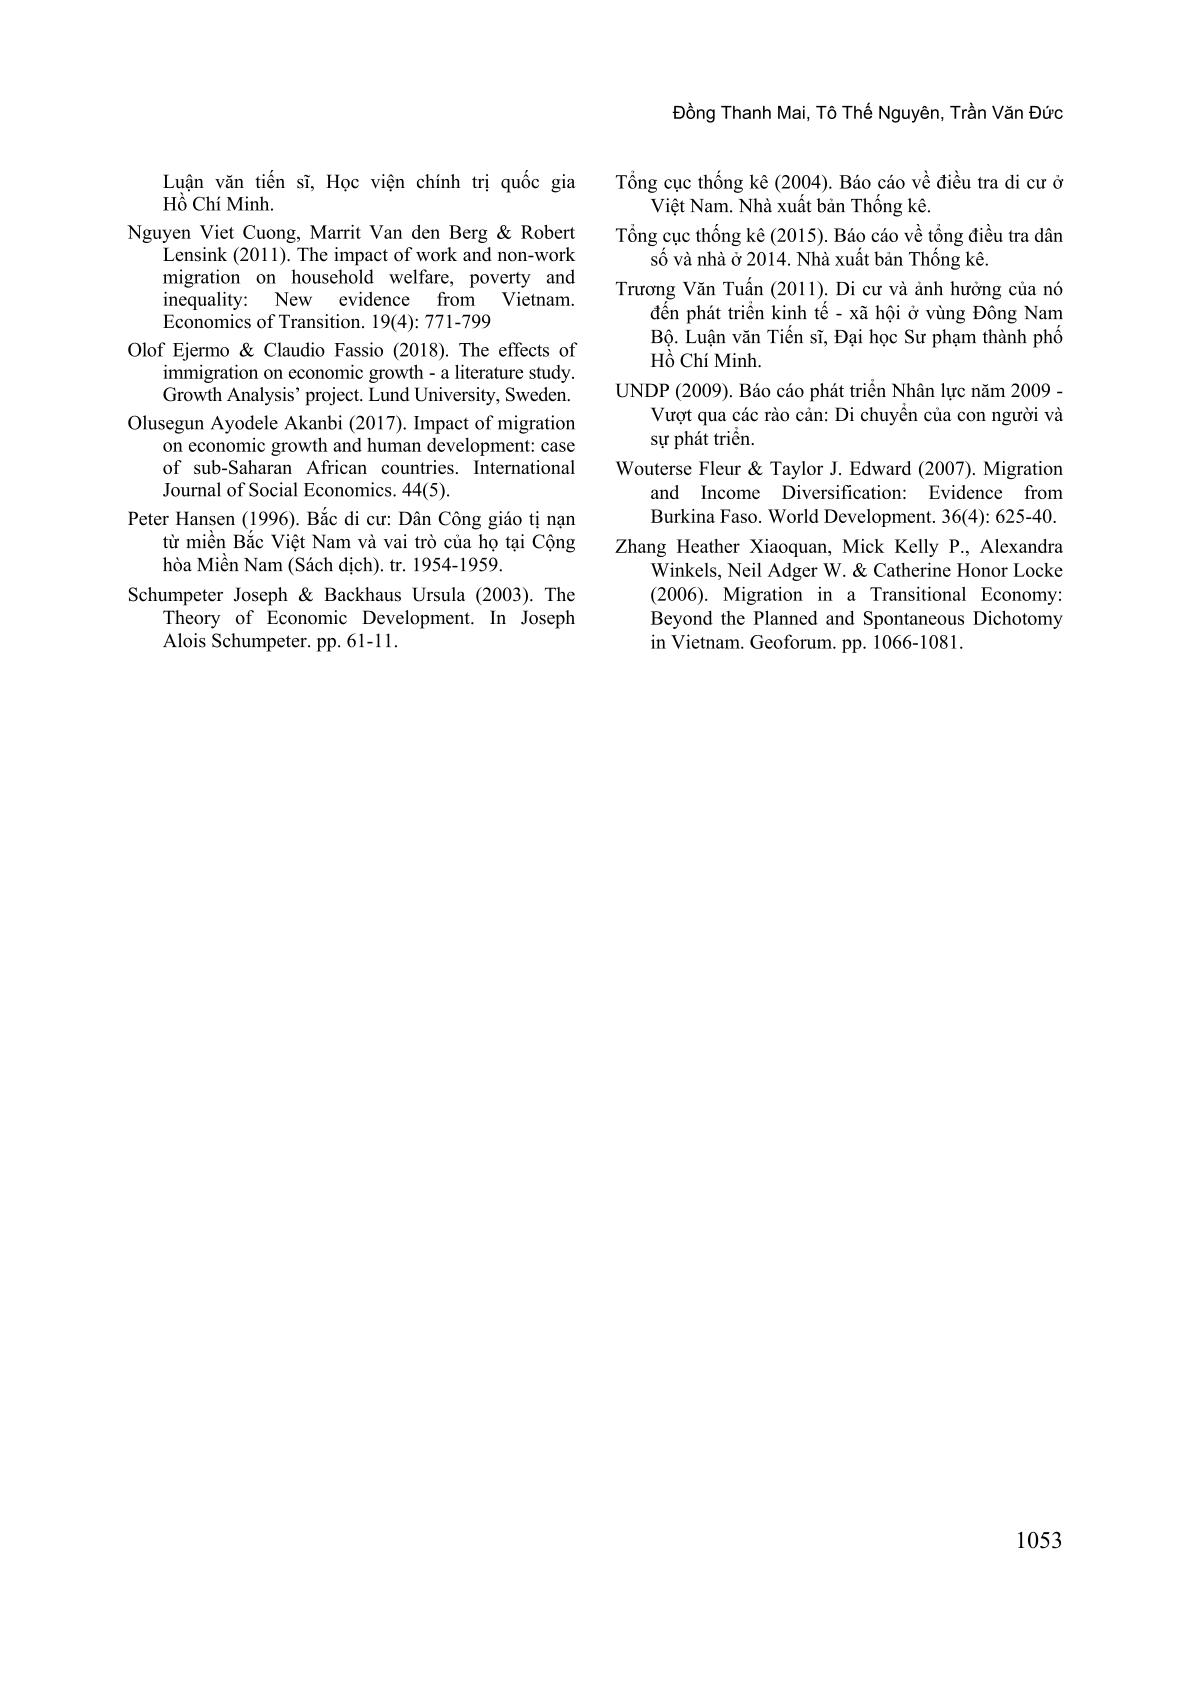 Đồng Thanh Mai, Tô Thế Nguyên, Trần Văn Đức
Luận văn tiến sĩ, Học viện chính trị quốc gia
Hồ Chí Minh.
Nguyen Viet Cuong, Marrit Van den Berg & Robert
Lensink (2011). The impact of work and non-work
migration on household welfare, poverty and
inequality: New evidence from Vietnam.
Economics of Transition. 19(4): 771-799
Olof Ejermo & Claudio Fassio (2018). The effects of
immigration on economic growth - a literature study.
Growth Analysis’ project. Lund University, Sweden.
Olusegun Ayodele Akanbi (2017). Impact of migration
on economic growth and human development: case
of sub-Saharan African countries. International
Journal of Social Economics. 44(5).
Peter Hansen (1996). Bắc di cư: Dân Công giáo tị nạn
từ miền Bắc Việt Nam và vai trò của họ tại Cộng
hòa Miền Nam (Sách dịch). tr. 1954-1959.
Schumpeter Joseph & Backhaus Ursula (2003). The
Theory of Economic Development. In Joseph
Alois Schumpeter. pp. 61-11.
Tổng cục thống kê (2004). Báo cáo về điều tra di cư ở
Việt Nam. Nhà xuất bản Thống kê.
Tổng cục thống kê (2015). Báo cáo về tổng điều tra dân
số và nhà ở 2014. Nhà xuất bản Thống kê.
Trương Văn Tuấn (2011). Di cư và ảnh hưởng của nó
đến phát triển kinh tế - xã hội ở vùng Đông Nam
Bộ. Luận văn Tiến sĩ, Đại học Sư phạm thành phố
Hồ Chí Minh.
UNDP (2009). Báo cáo phát triển Nhân lực năm 2009 -
Vượt qua các rào cản: Di chuyển của con người và
sự phát triển.
Wouterse Fleur & Taylor J. Edward (2007). Migration
and Income Diversification: Evidence from
Burkina Faso. World Development. 36(4): 625-40.
Zhang Heather Xiaoquan, Mick Kelly P., Alexandra
Winkels, Neil Adger W. & Catherine Honor Locke
(2006). Migration in a Transitional Economy:
Beyond the Planned and Spontaneous Dichotomy
in Vietnam. Geoforum. pp. 1066-1081.
1053